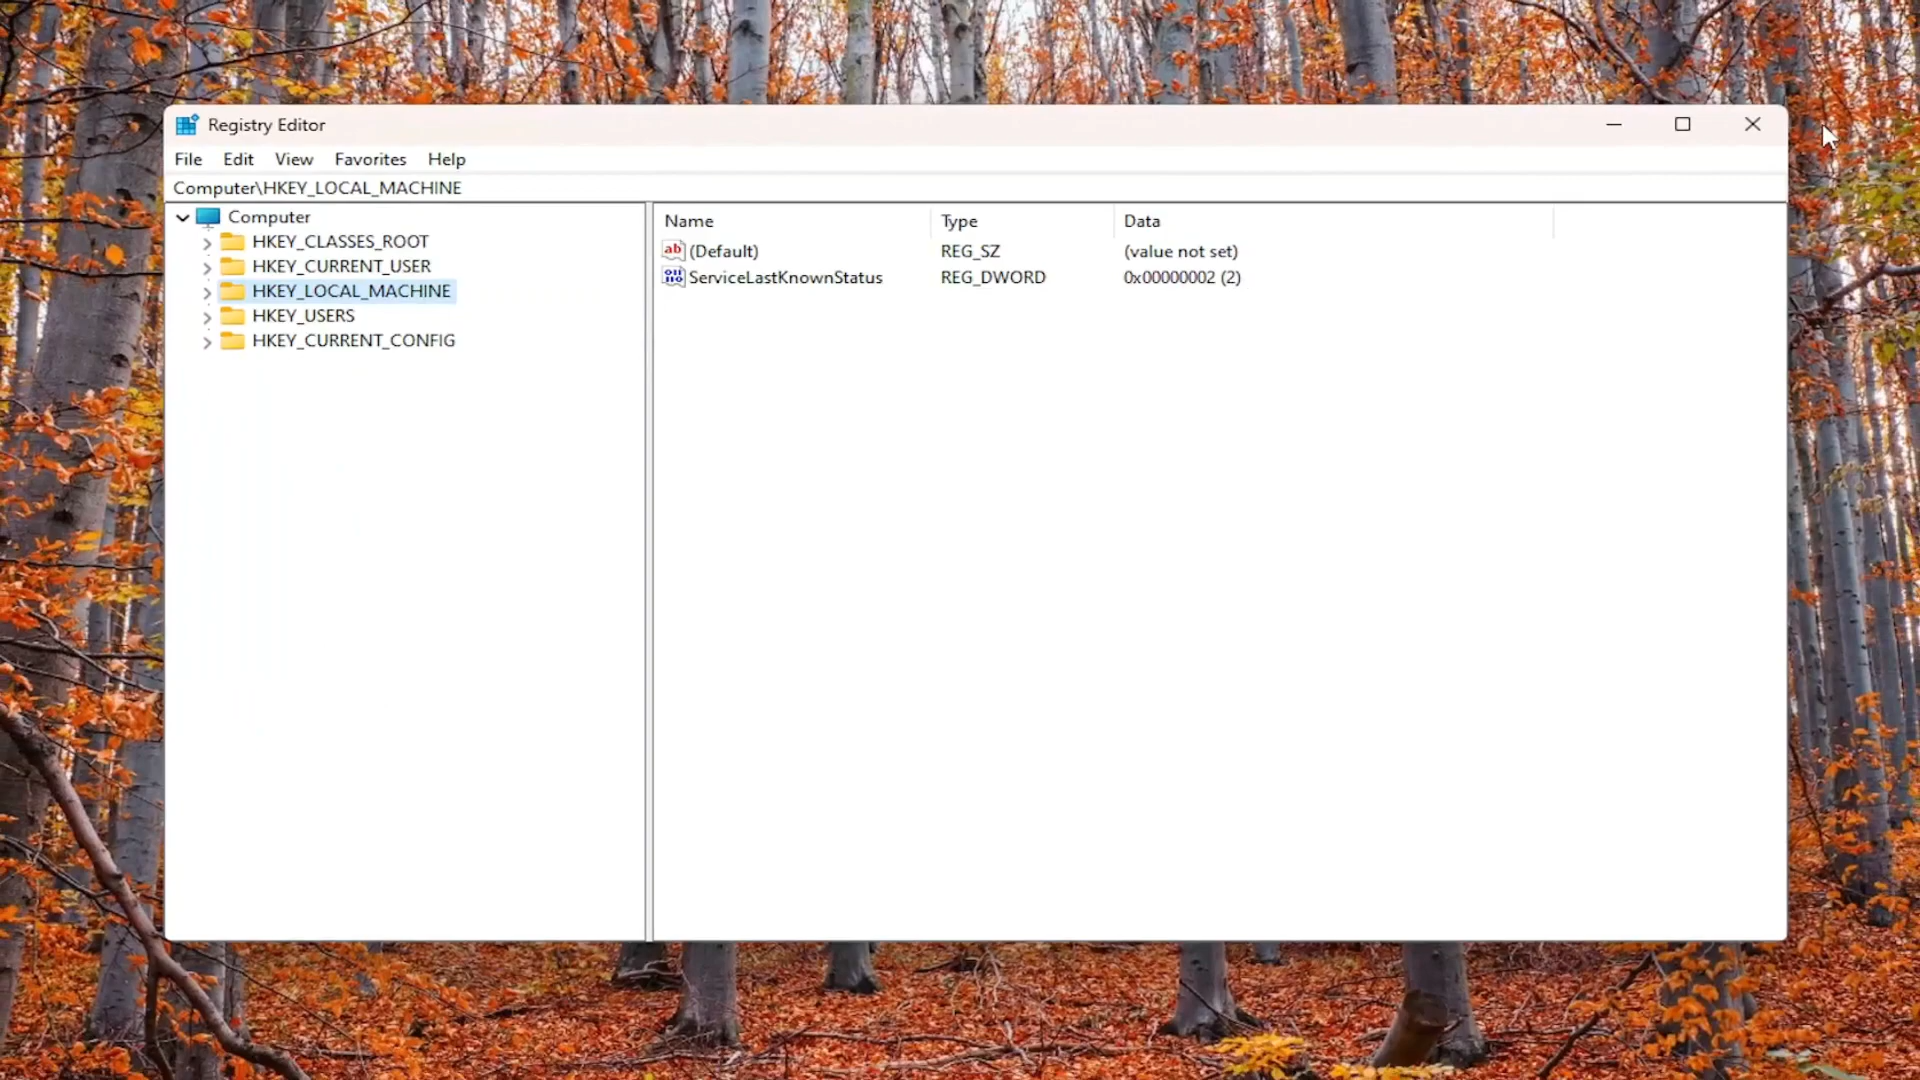 Registry Editor
File Edit View Favorites Help
Computer\HKEY_LOCAL_MACHINE
Computer
HKEY_CLASSES_ROOT
HKEY_CURRENT_USER
HKEY_LOCAL_MACHINE
HKEY_USERS
HKEY_CURRENT_CONFIG
Name Type Data
(Default) REG_SZ (value not set)
ServiceLastKnownStatus REG_DWORD 0x00000002 (2)